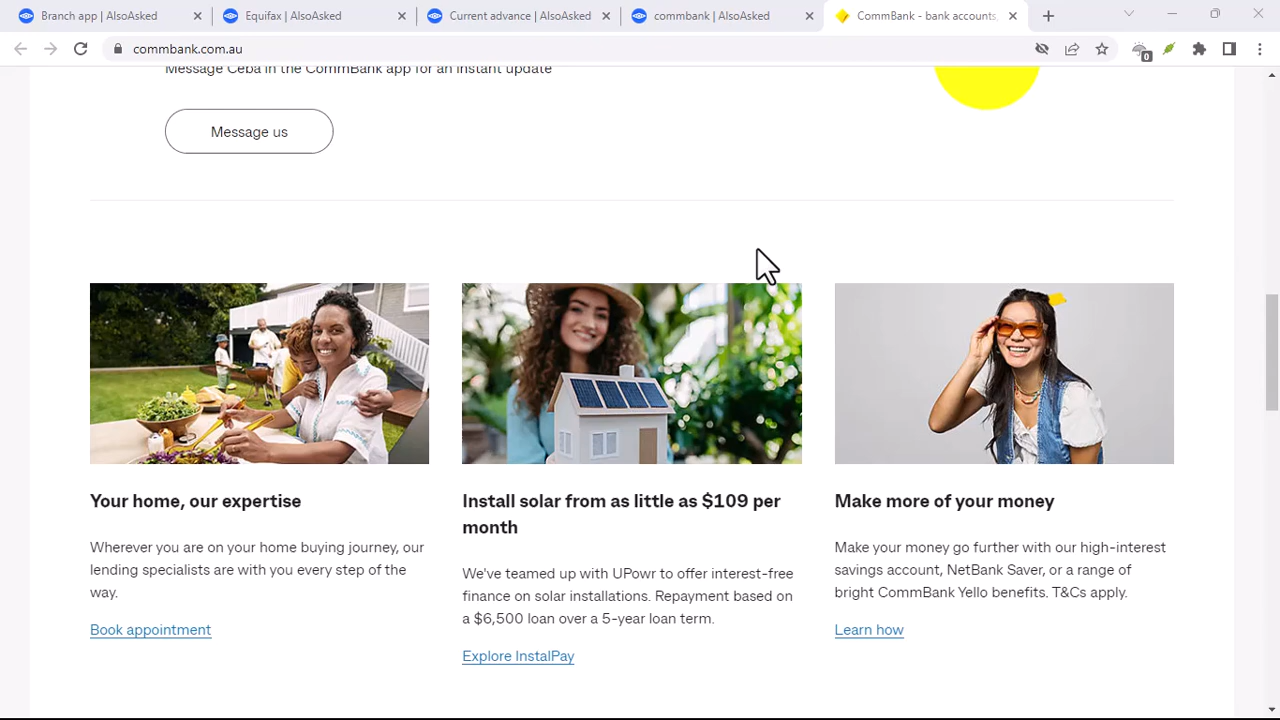 Branch app | AlsoAsked
Equifax | AlsoAsked
Current advance | AlsoAsked
commbank | AlsoAsked
CommBank - bank accounts,
commbank.com.au
0
Message Ceba in the CommBank app for an instant update
Message us
Your home, our expertise
Wherever you are on your home buying journey, our
lending specialists are with you every step of the
way.
Book appointment
Install solar from as little as $109 per
month
We've teamed up with UPowr to offer interest-free
finance on solar installations. Repayment based on
a $6,500 loan over a 5-year loan term.
Explore InstalPay
Make more of your money
Make your money go further with our high-interest
savings account, NetBank Saver, or a range of
bright CommBank Yello benefits. T&Cs apply.
Learn how